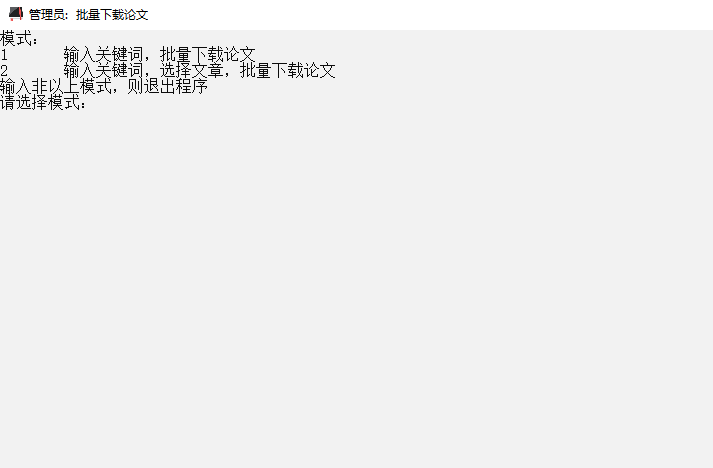 管理员: 批量下载论文
模式:
1 输入关键词，批量下载论文
2 输入关键词，选择文章，批量下载论文
输入非以上模式，则退出程序
请选择模式: